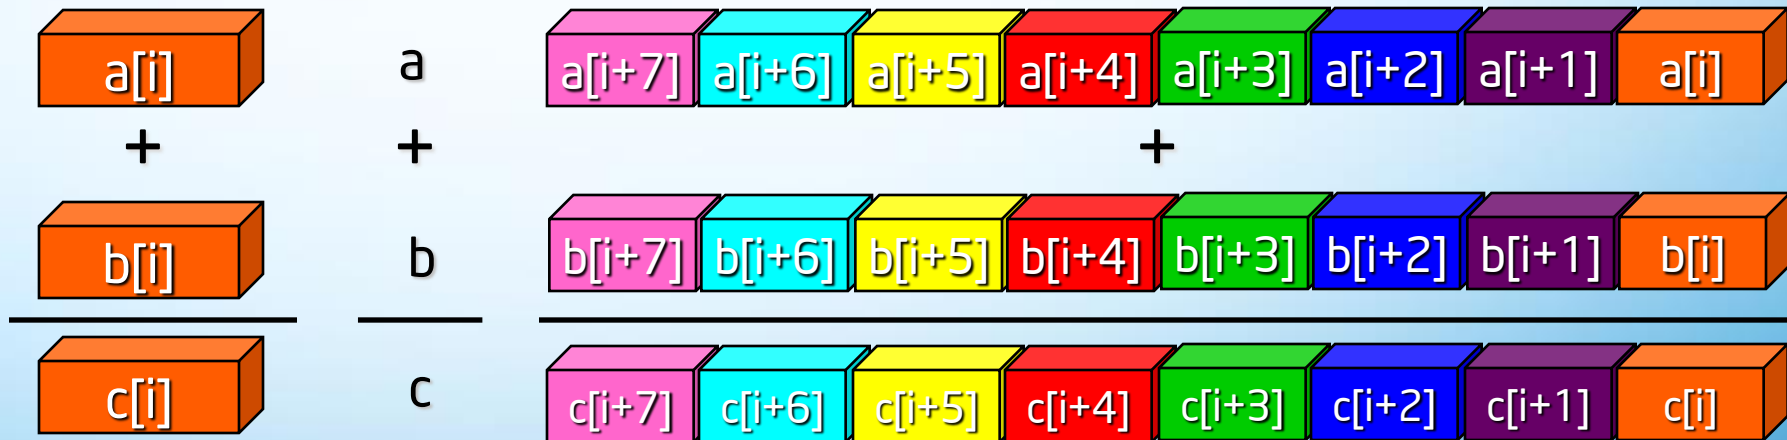 a[i] a a[i+7] a[i+6] a[i+5] a[i+4] a[i+3] a[i+2] a[i+1] a[i]
+ + +
b[i] b b[i+7] b[i+6] b[i+5] b[i+4] b[i+3] b[i+2] b[i+1] b[i]
c[i] c c[i+7] c[i+6] c[i+5] c[i+4] c[i+3] c[i+2] c[i+1] c[i]